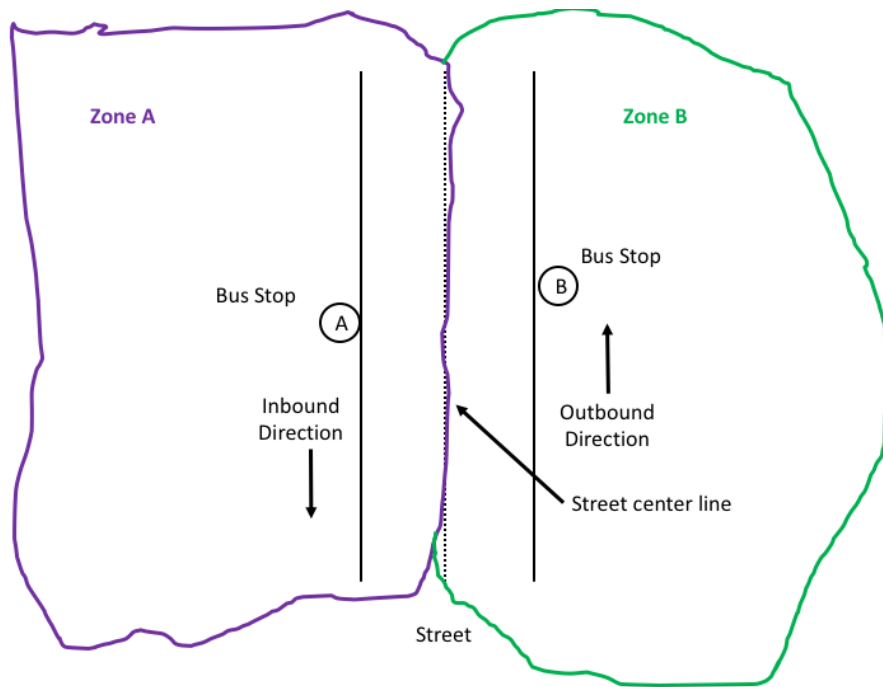 Zone A
Zone B
Bus Stop
B
Bus Stop
A
Inbound
Direction
Outbound
Direction
Street center line
Street